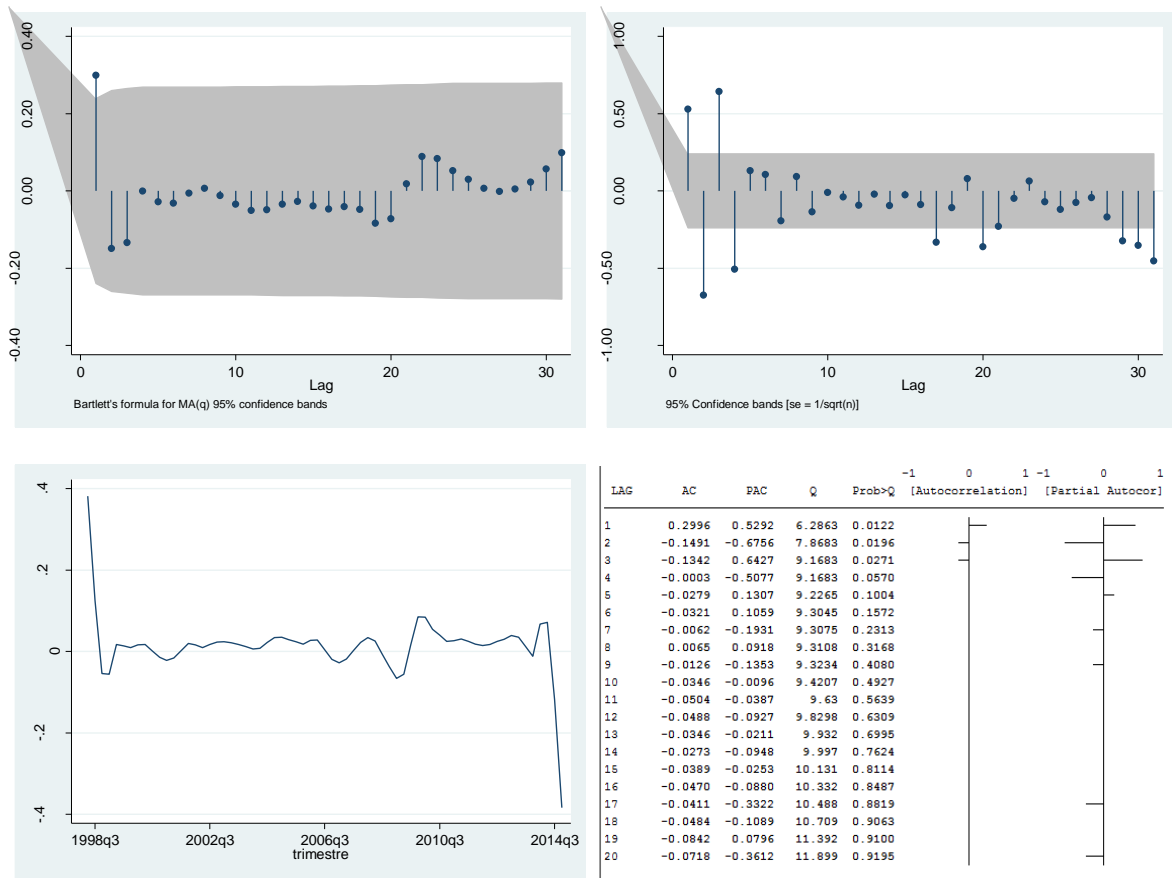 0.40
0.20
0.00
-0.20
-0.40
0 10 20 30
Lag
Bartlett's formula for MA(q) 95% confidence bands
1.00
0.50
0.00
-0.50
-1.00
0 10 20 30
Lag
95% Confidence bands [se = 1/sqrt(n)]
.4
.2
0
-.2
-.4
1998q3 2002q3 2006q3 2010q3 2014q3
trimestre
-1 0 1 -1 0 1
LAG AC PAC Q Prob>Q [Autocorrelation] [Partial Autocor]
1 0.2996 0.5292 6.2863 0.0122
2 -0.1491 -0.6756 7.8683 0.0196
3 -0.1342 0.6427 9.1683 0.0271
4 -0.0003 -0.5077 9.1683 0.0570
5 -0.0279 0.1307 9.2265 0.1004
6 -0.0321 0.1059 9.3045 0.1572
7 -0.0062 -0.1931 9.3075 0.2313
8 0.0065 0.0918 9.3108 0.3168
9 -0.0126 -0.1353 9.3234 0.4080
10 -0.0346 -0.0096 9.4207 0.4927
11 -0.0504 -0.0387 9.63 0.5639
12 -0.0488 -0.0927 9.8298 0.6309
13 -0.0346 -0.0211 9.932 0.6995
14 -0.0273 -0.0948 9.997 0.7624
15 -0.0389 -0.0253 10.131 0.8114
16 -0.0470 -0.0880 10.332 0.8487
17 -0.0411 -0.3322 10.488 0.8819
18 -0.0484 -0.1089 10.709 0.9063
19 -0.0842 0.0796 11.392 0.9100
20 -0.0718 -0.3612 11.899 0.9195